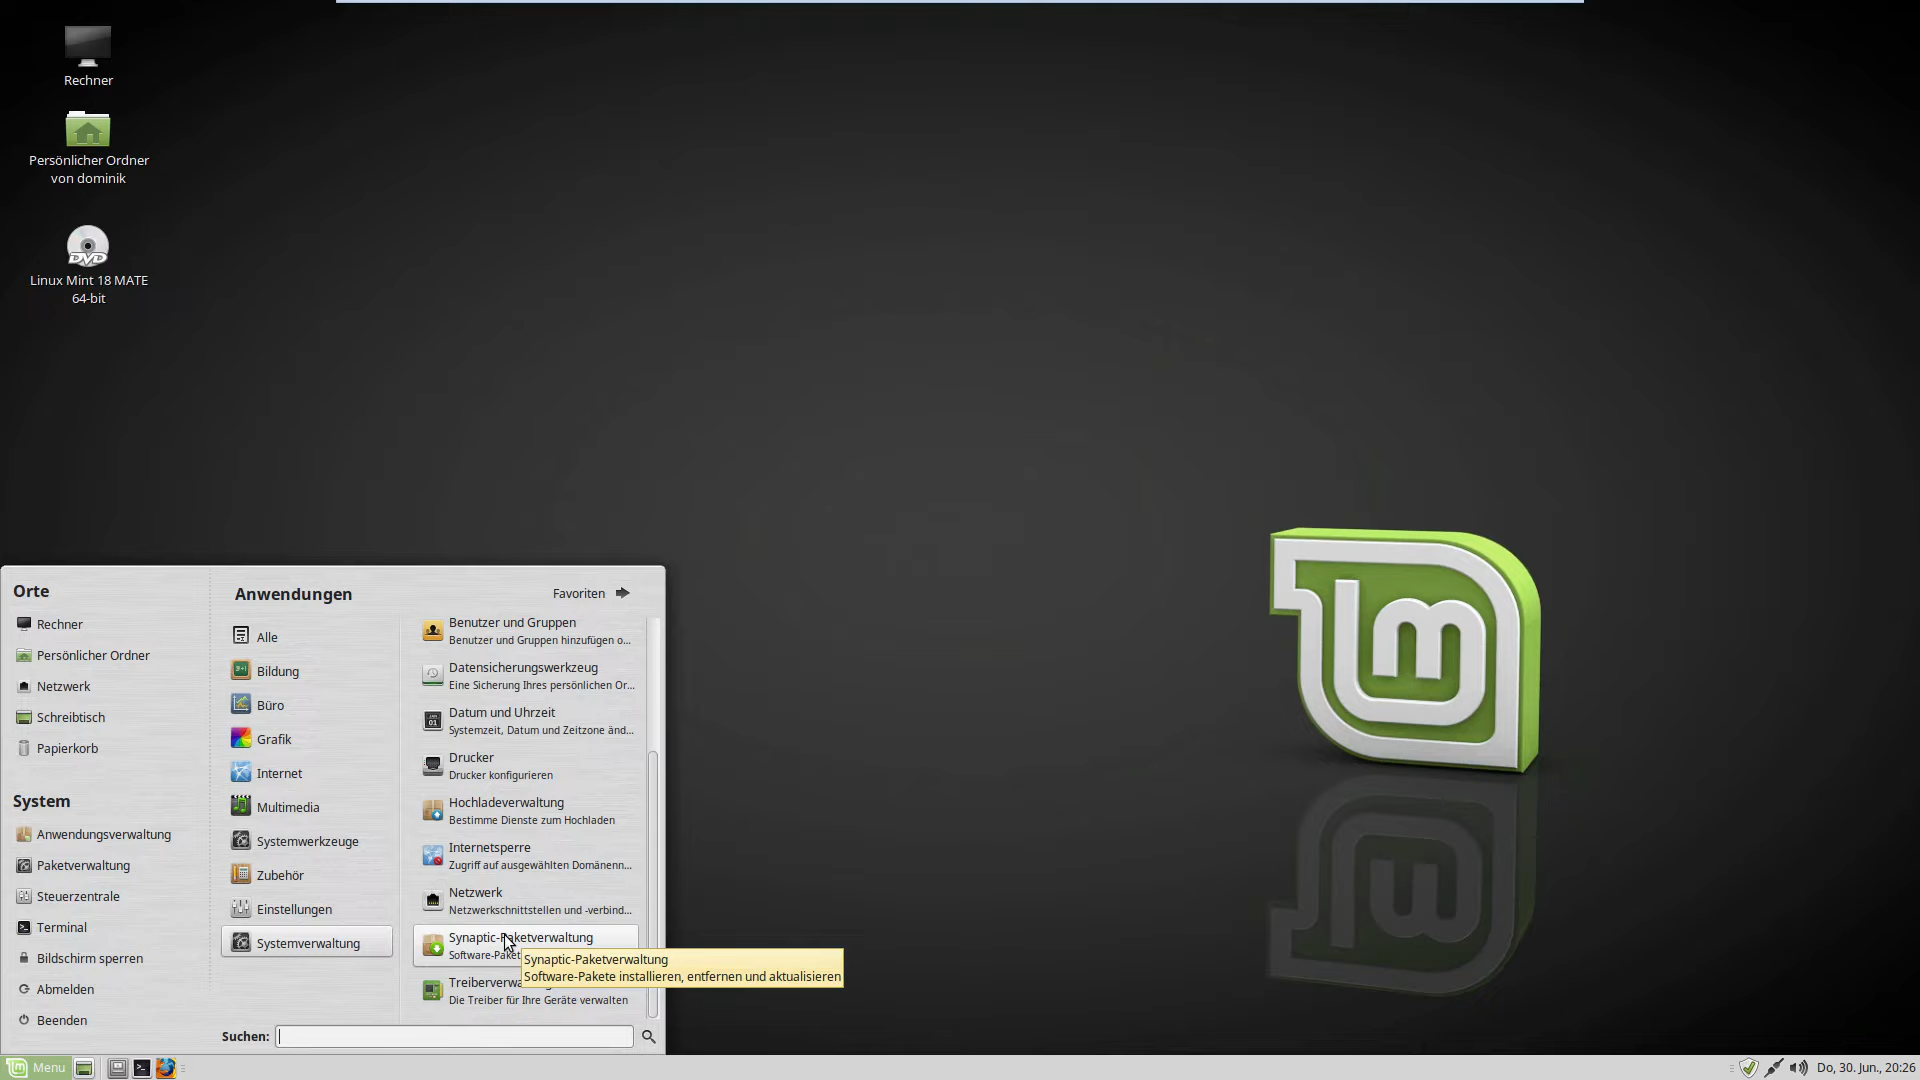 Rechner
Persönlicher Ordner
von dominik
DVD
Linux Mint 18 MATE
64-bit
Orte
Rechner
Persönlicher Ordner
Netzwerk
Schreibtisch
Papierkorb
System
Anwendungsverwaltung
Paketverwaltung
Steuerzentrale
Terminal
Bildschirm sperren
Abmelden
Beenden
Anwendungen
Favoriten
Alle
Bildung
Büro
Grafik
Internet
Multimedia
Systemwerkzeuge
Zubehör
Einstellungen
Systemverwaltung
Benutzer und Gruppen
Benutzer und Gruppen hinzufügen o...
Datensicherungswerkzeug
Eine Sicherung Ihres persönlichen Or...
Datum und Uhrzeit
Systemzeit, Datum und Zeitzone änd...
Drucker
Drucker konfigurieren
Hochladeverwaltung
Bestimme Dienste zum Hochladen
Internetsperre
Zugriff auf ausgewählten Domänenn...
Netzwerk
Netzwerkschnittstellen und -verbind...
Synaptic-Paketverwaltung
Software-Paket
Synaptic-Paketverwaltung
Software-Pakete installieren, entfernen und aktualisieren
Treiberverwa
Die Treiber für Ihre Geräte verwalten
Suchen:
Menu
Do, 30. Jun., 20:26